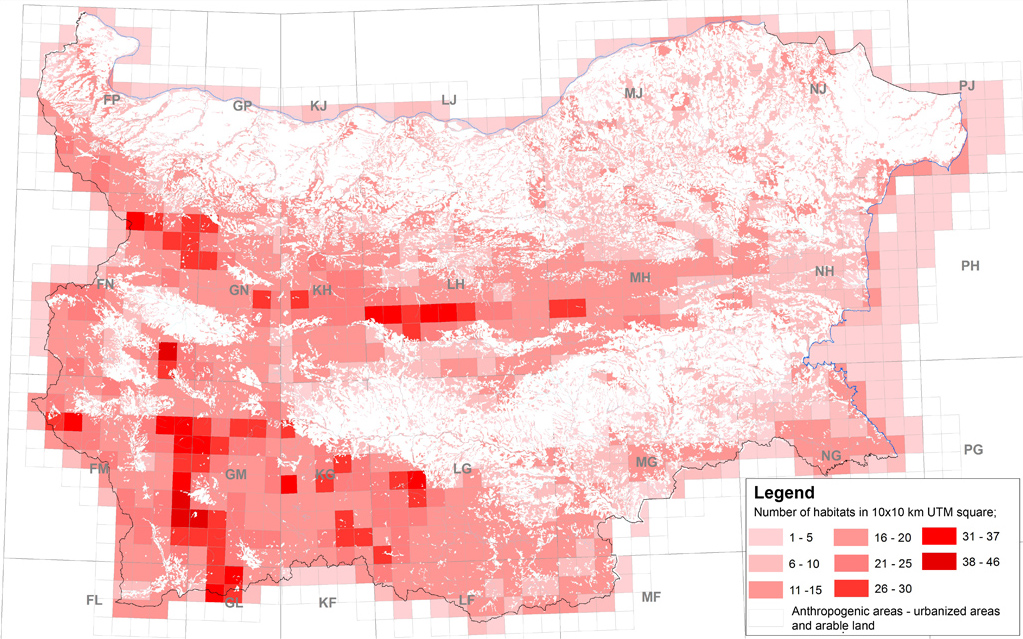 FP
GP
KJ
LJ
MJ
NJ
PJ
FN
GN
KH
LH
MH
NH
PH
FM
GM
KG
LG
MG
NG
PG
FL
GL
KF
LF
MF
Legend
Number of habitats in 10x10 km UTM square;
1 - 5
16 - 20
31 - 37
6 - 10
21 - 25
38 - 46
11 -15
26 - 30
Anthropogenic areas - urbanized areas
and arable land